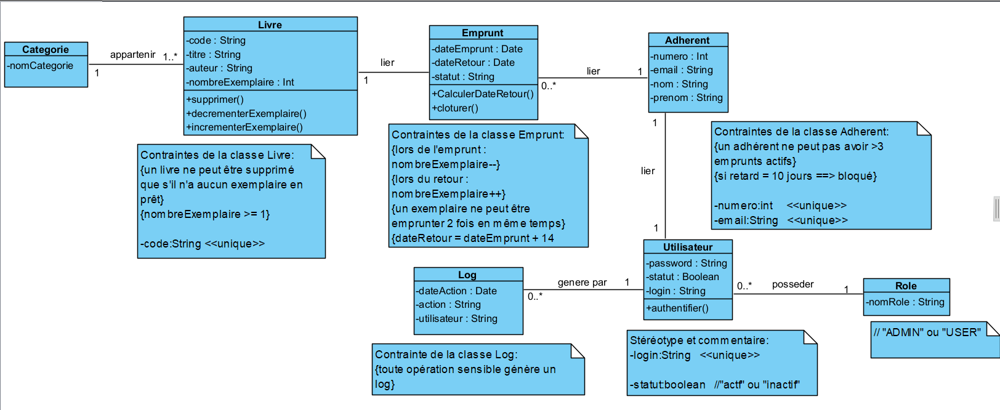 Categorie
-nomCategorie
appartenir
1..*
1
Livre
-code : String
-titre : String
-auteur : String
-nombreExemplaire : Int
+supprimer()
+decrementerExemplaire()
+incrementerExemplaire()
lier
1
Emprunt
-dateEmprunt : Date
-dateRetour : Date
-statut : String
+CalculerDateRetour()
+cloturer()
lier
1
0..*
Adherent
-numero : Int
-email : String
-nom : String
-prenom : String
Contraintes de la classe Livre:
{un livre ne peut être supprimé
que s'il n'a aucun exemplaire en
prêt}
{nombreExemplaire >= 1}
-code:String <<unique>>
Contraintes de la classe Emprunt:
{lors de l'emprunt :
nombreExemplaire--}
{lors du retour :
nombreExemplaire++}
{un exemplaire ne peut être
emprunter 2 fois en même temps}
{dateRetour = dateEmprunt + 14
1
lier
1
Contraintes de la classe Adherent:
{un adhérent ne peut pas avoir >3
emprunts actifs}
{si retard = 10 jours ==> bloqué}
-numero:int <<unique>>
-email:String <<unique>>
Log
-dateAction : Date
-action : String
-utilisateur : String
genere par
1
0..*
Utilisateur
-password : String
-statut : Boolean
-login : String
+authentifier()
0..*
posseder
1
Role
-nomRole : String
// "ADMIN" ou "USER"
Contrainte de la classe Log:
{toute opération sensible génère un
log}
Stéréotype et commentaire:
-login:String <<unique>>
-statut:boolean //"actf" ou "inactif"